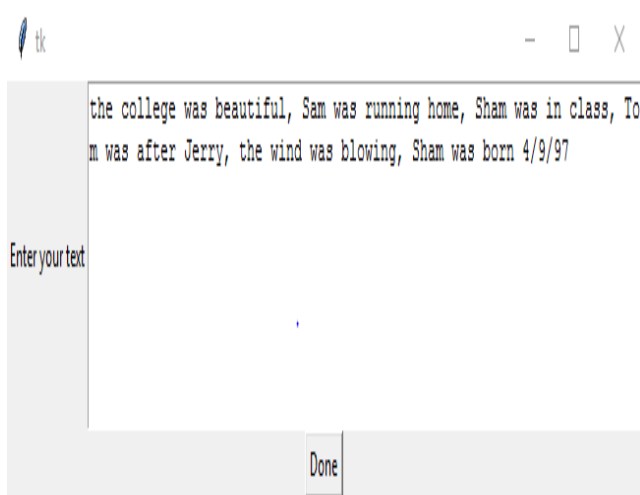 tk
the college was beautiful, Sam was running home, Sham was in class, To
m was after Jerry, the wind was blowing, Sham was born 4/9/97
Enter your text
Done